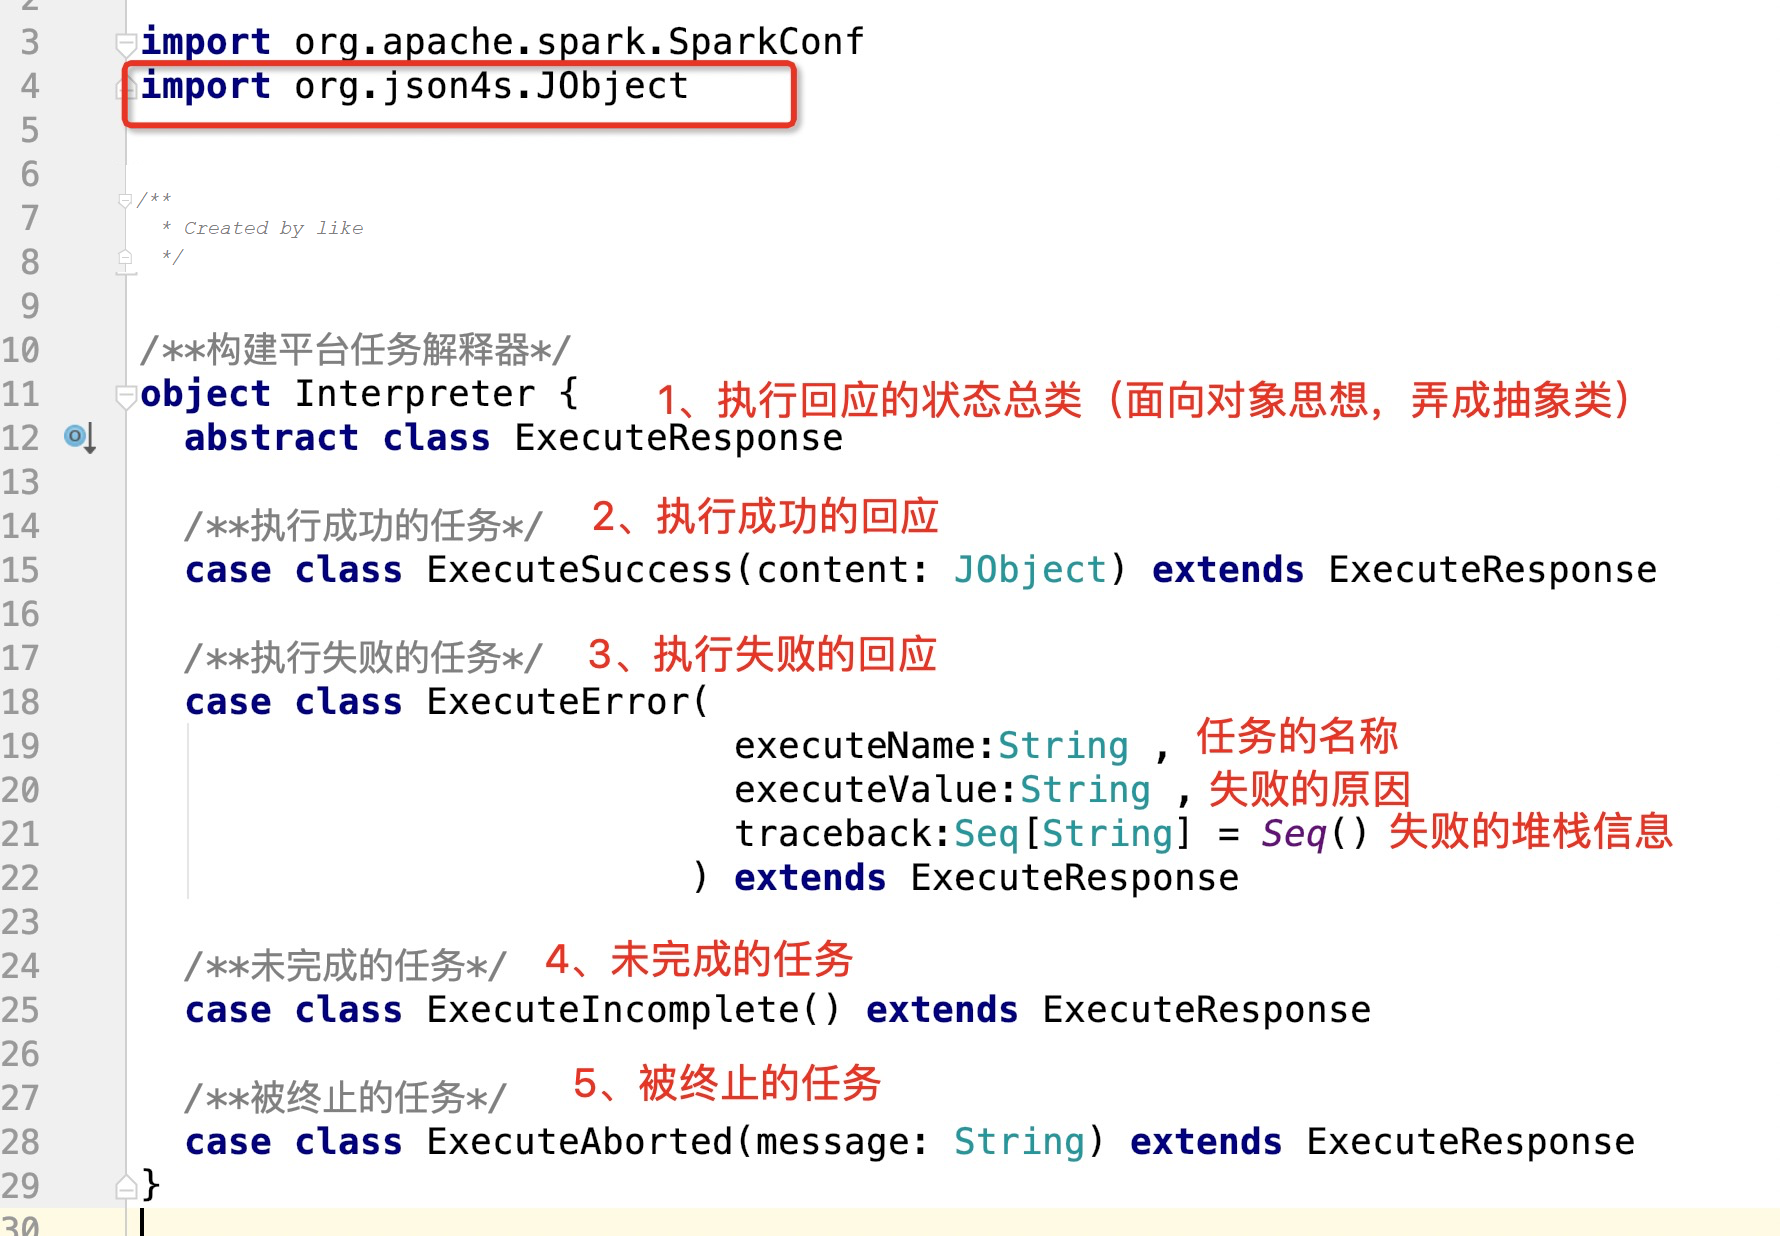 3 import org.apache.spark.SparkConf
4 import org.json4s.JObject
5
6
7 /**
* Created by like
8 */
9
10 /**构建平台任务解释器*/
11 object Interpreter { 1、执行回应的状态总类（面向对象思想，弄成抽象类）
12 abstract class ExecuteResponse
13
14 /**执行成功的任务*/ 2、执行成功的回应
15 case class ExecuteSuccess(content: JObject) extends ExecuteResponse
16
17 /**执行失败的任务*/ 3、执行失败的回应
18 case class ExecuteError(
19 executeName:String , 任务的名称
20 executeValue:String , 失败的原因
21 traceback:Seq[String] = Seq() 失败的堆栈信息
22 ) extends ExecuteResponse
23
24 /**未完成的任务*/ 4、未完成的任务
25 case class ExecuteIncomplete() extends ExecuteResponse
26
27 /**被终止的任务*/ 5、被终止的任务
28 case class ExecuteAborted(message: String) extends ExecuteResponse
29 }
30